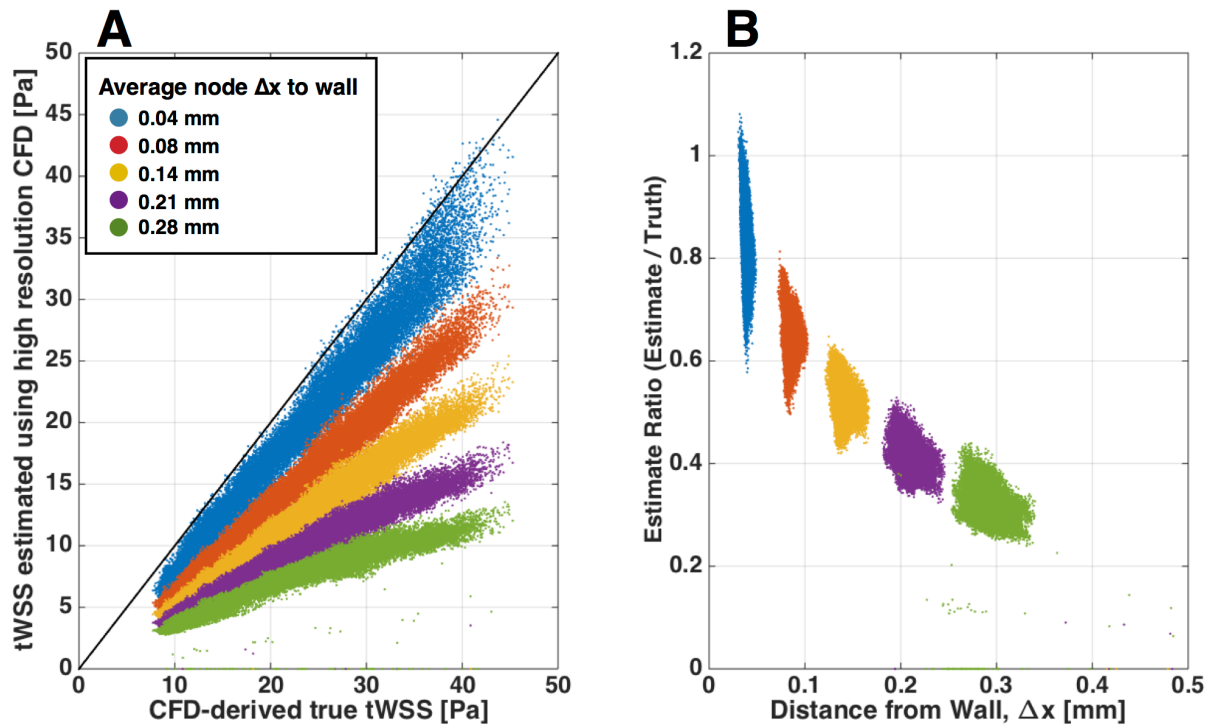 A
50
45
40
35
30
25
20
15
10
5
0
tWSS estimated using high resolution CFD [Pa]
Average node Δx to wall
0.04 mm
0.08 mm
0.14 mm
0.21 mm
0.28 mm
10
20
30
40
50
CFD-derived true tWSS [Pa]
B
1.2
1
0.8
0.6
0.4
0.2
0
Estimate Ratio (Estimate / Truth)
0
0.1
0.2
0.3
0.4
0.5
Distance from Wall, Δx [mm]